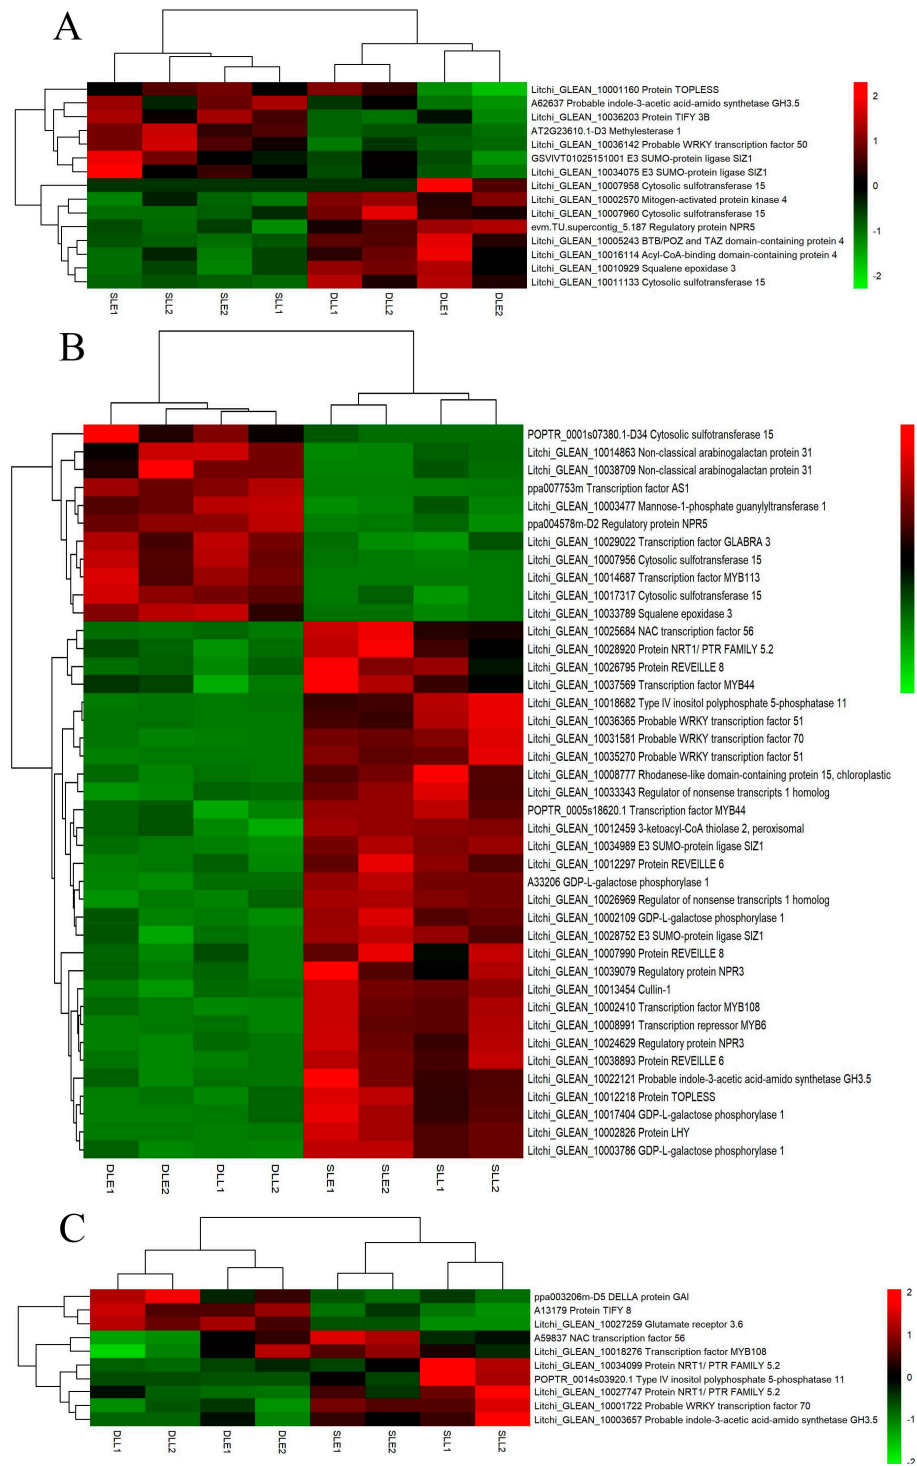 A
Litchi_GLEAN_10001160 Protein TOPLESS
A62637 Probable indole-3-acetic acid-amido synthetase GH3.5
Litchi_GLEAN_10036203 Protein TIFY 3B
AT2G23610.1-D3 Methylesterase 1
Litchi_GLEAN_10036142 Probable WRKY transcription factor 50
GSVIVT01025151001 E3 SUMO-protein ligase SIZ1
Litchi_GLEAN_10034075 E3 SUMO-protein ligase SIZ1
Litchi_GLEAN_10007958 Cytosolic sulfotransferase 15
Litchi_GLEAN_10002570 Mitogen-activated protein kinase 4
Litchi_GLEAN_10007960 Cytosolic sulfotransferase 15
evm.TU.supercontig_5.187 Regulatory protein NPR5
Litchi_GLEAN_10005243 BTB/POZ and TAZ domain-containing protein 4
Litchi_GLEAN_10016114 Acyl-CoA-binding domain-containing protein 4
Litchi_GLEAN_10010929 Squalene epoxidase 3
Litchi_GLEAN_10011133 Cytosolic sulfotransferase 15
2
1
0
-1
-2
SLE1
SLL2
SLE2
SLL1
DLL1
DLL2
DLE1
DLE2
B
POPTR_0001s07380.1-D34 Cytosolic sulfotransferase 15
Litchi_GLEAN_10014863 Non-classical arabinogalactan protein 31
Litchi_GLEAN_10038709 Non-classical arabinogalactan protein 31
ppa007753m Transcription factor AS1
Litchi_GLEAN_10003477 Mannose-1-phosphate guanylyltransferase 1
ppa004578m-D2 Regulatory protein NPR5
Litchi_GLEAN_10029022 Transcription factor GLABRA 3
Litchi_GLEAN_10007956 Cytosolic sulfotransferase 15
Litchi_GLEAN_10014687 Transcription factor MYB113
Litchi_GLEAN_10017317 Cytosolic sulfotransferase 15
Litchi_GLEAN_10033789 Squalene epoxidase 3
Litchi_GLEAN_10025684 NAC transcription factor 56
Litchi_GLEAN_10028920 Protein NRT1/ PTR FAMILY 5.2
Litchi_GLEAN_10026795 Protein REVEILLE 8
Litchi_GLEAN_10037569 Transcription factor MYB44
Litchi_GLEAN_10018682 Type IV inositol polyphosphate 5-phosphatase 11
Litchi_GLEAN_10036365 Probable WRKY transcription factor 51
Litchi_GLEAN_10031581 Probable WRKY transcription factor 70
Litchi_GLEAN_10035270 Probable WRKY transcription factor 51
Litchi_GLEAN_10008777 Rhodanese-like domain-containing protein 15, chloroplastic
Litchi_GLEAN_10033343 Regulator of nonsense transcripts 1 homolog
POPTR_0005s18620.1 Transcription factor MYB44
Litchi_GLEAN_10012459 3-ketoacyl-CoA thiolase 2, peroxisomal
Litchi_GLEAN_10034989 E3 SUMO-protein ligase SIZ1
Litchi_GLEAN_10012297 Protein REVEILLE 6
A33206 GDP-L-galactose phosphorylase 1
Litchi_GLEAN_10026969 Regulator of nonsense transcripts 1 homolog
Litchi_GLEAN_10002109 GDP-L-galactose phosphorylase 1
Litchi_GLEAN_10028752 E3 SUMO-protein ligase SIZ1
Litchi_GLEAN_10007990 Protein REVEILLE 8
Litchi_GLEAN_10039079 Regulatory protein NPR3
Litchi_GLEAN_10013454 Cullin-1
Litchi_GLEAN_10002410 Transcription factor MYB108
Litchi_GLEAN_10008991 Transcription repressor MYB6
Litchi_GLEAN_10024629 Regulatory protein NPR3
Litchi_GLEAN_10038893 Protein REVEILLE 6
Litchi_GLEAN_10022121 Probable indole-3-acetic acid-amido synthetase GH3.5
Litchi_GLEAN_10012218 Protein TOPLESS
Litchi_GLEAN_10017404 GDP-L-galactose phosphorylase 1
Litchi_GLEAN_10002826 Protein LHY
Litchi_GLEAN_10003786 GDP-L-galactose phosphorylase 1
DLE1
DLE2
DLL1
DLL2
SLE1
SLE2
SLL1
SLL2
C
ppa003206m-D5 DELLA protein GAI
A13179 Protein TIFY 8
Litchi_GLEAN_10027259 Glutamate receptor 3.6
A59837 NAC transcription factor 56
Litchi_GLEAN_10018276 Transcription factor MYB108
Litchi_GLEAN_10034099 Protein NRT1/ PTR FAMILY 5.2
POPTR_0014s03920.1 Type IV inositol polyphosphate 5-phosphatase 11
Litchi_GLEAN_10027747 Protein NRT1/ PTR FAMILY 5.2
Litchi_GLEAN_10001722 Probable WRKY transcription factor 70
Litchi_GLEAN_10003657 Probable indole-3-acetic acid-amido synthetase GH3.5
2
1
0
-1
-2
DLL1
DLL2
DLE1
DLE2
SLE1
SLE2
SLL1
SLL2